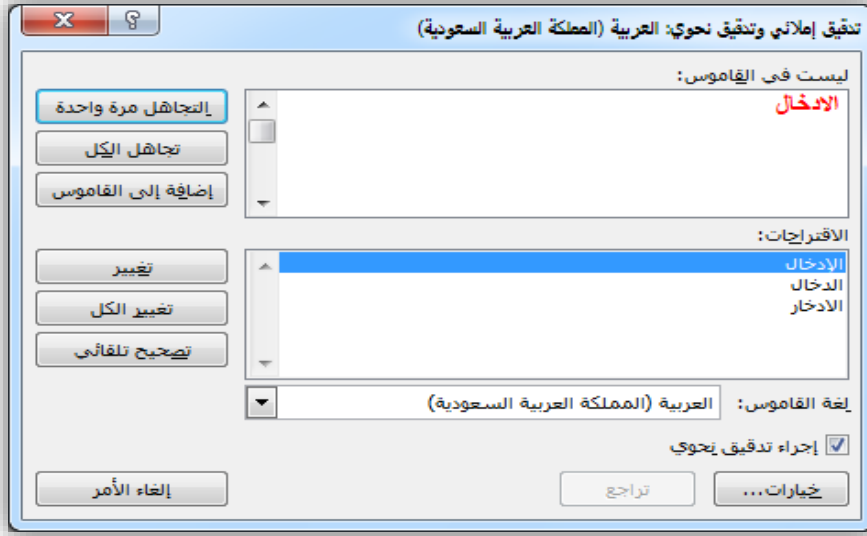 تدقيق إملائي وتدقيق نحوي: العربية (المملكة العربية السعودية)
ليست في القاموس:
الادخال
التجاهل مرة واحدة
تجاهل الكل
إضافة إلى القاموس
الاقتراحات:
الإدخال
الدخال
الادخار
تغيير
تغيير الكل
تصحيح تلقائي
لغة القاموس: العربية (المملكة العربية السعودية)
إجراء تدقيق نحوي
خيارات... تراجع إلغاء الأمر